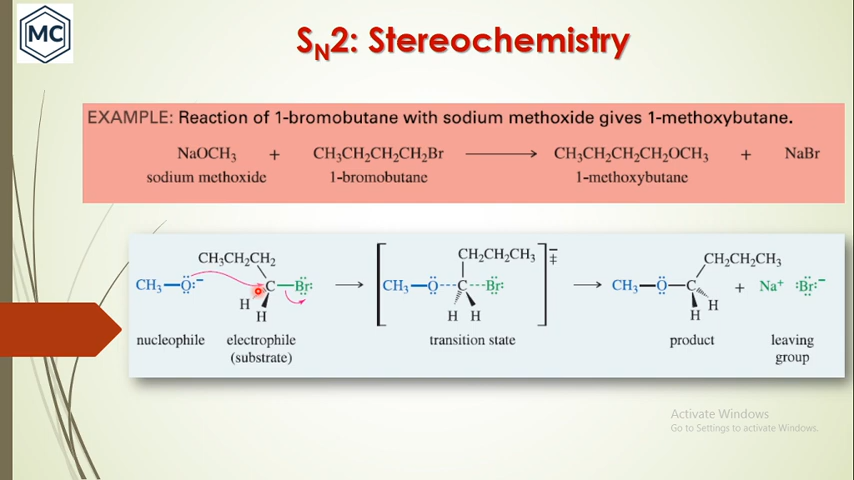 MC
S_N2: Stereochemistry
EXAMPLE: Reaction of 1-bromobutane with sodium methoxide gives 1-methoxybutane.
NaOCH₃ + CH₃CH₂CH₂CH₂Br ⟶ CH₃CH₂CH₂CH₂OCH₃ + NaBr
sodium methoxide 1-bromobutane 1-methoxybutane
CH₃CH₂CH₂ CH₂CH₂CH₃ ‡ CH₂CH₂CH₃
CH₃—Ö:⁻ C—Br: ⟶ CH₃—Ö---C---Br: ⟶ CH₃—Ö—C + Na⁺ :Br:⁻
H H H H
H H
nucleophile electrophile transition state product leaving
(substrate) group
Activate Windows
Go to Settings to activate Windows.